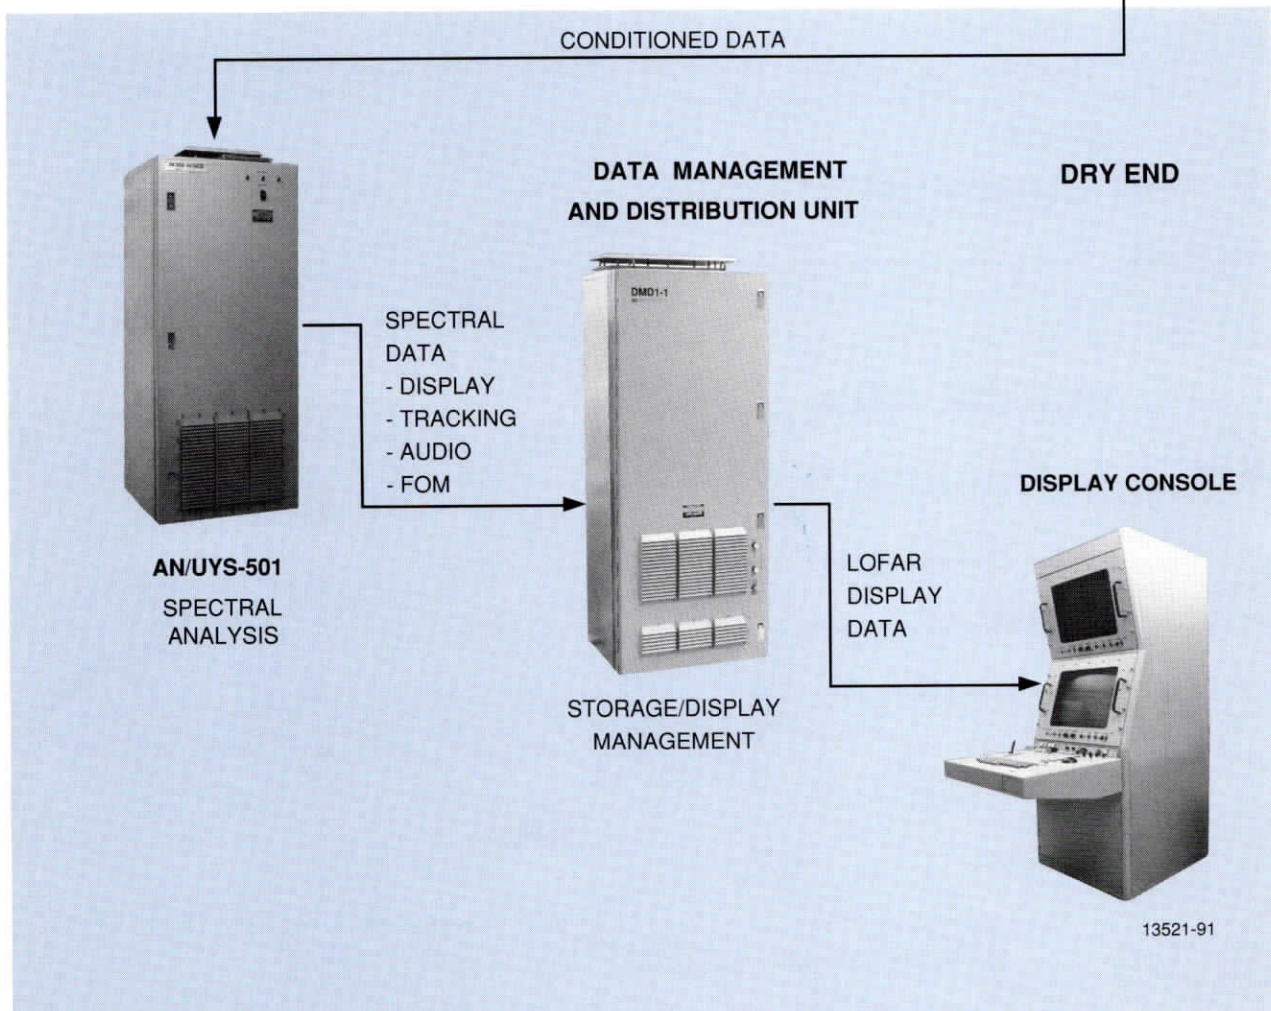 CONDITIONED DATA
DATA MANAGEMENT
AND DISTRIBUTION UNIT
DRY END
DMD1-1
SPECTRAL
DATA
- DISPLAY
- TRACKING
- AUDIO
- FOM
DISPLAY CONSOLE
AN/UYS-501
SPECTRAL
ANALYSIS
LOFAR
DISPLAY
DATA
STORAGE/DISPLAY
MANAGEMENT
13521-91